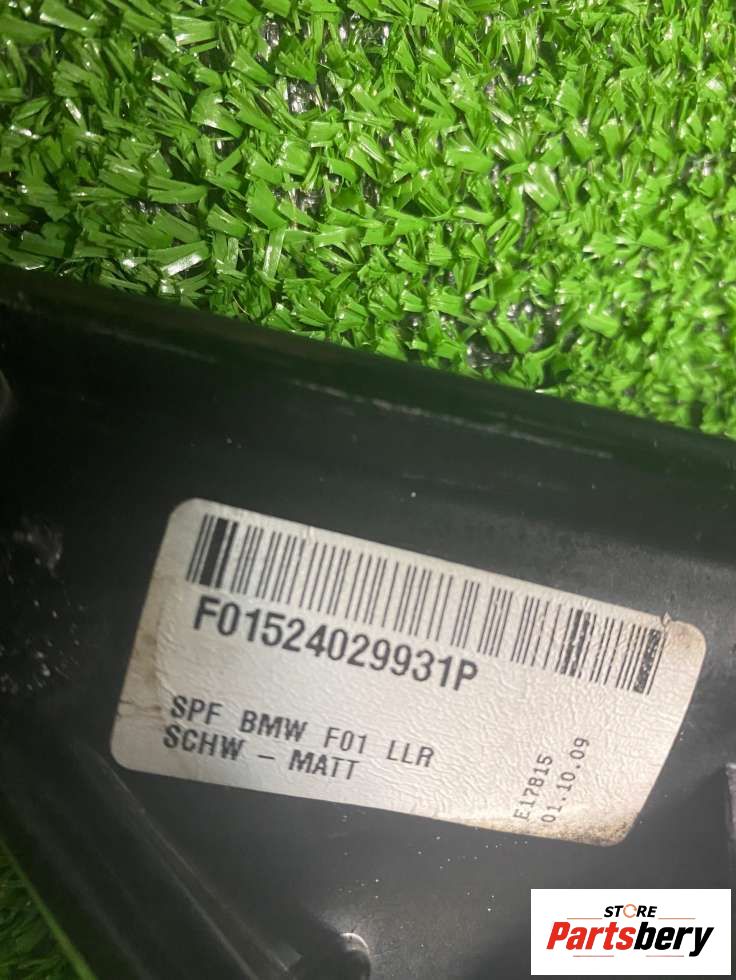 F01524029931P
SPF BMW F01 LLR
SCHW - MATT
E17815
01.10.09
STORE
Partsbery